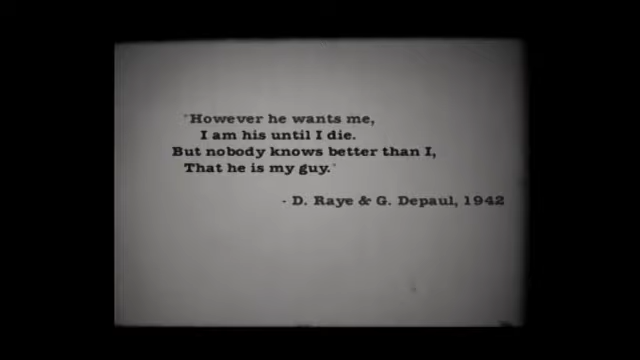 "However he wants me,
I am his until I die.
But nobody knows better than I,
That he is my guy."
- D. Raye & G. Depaul, 1942